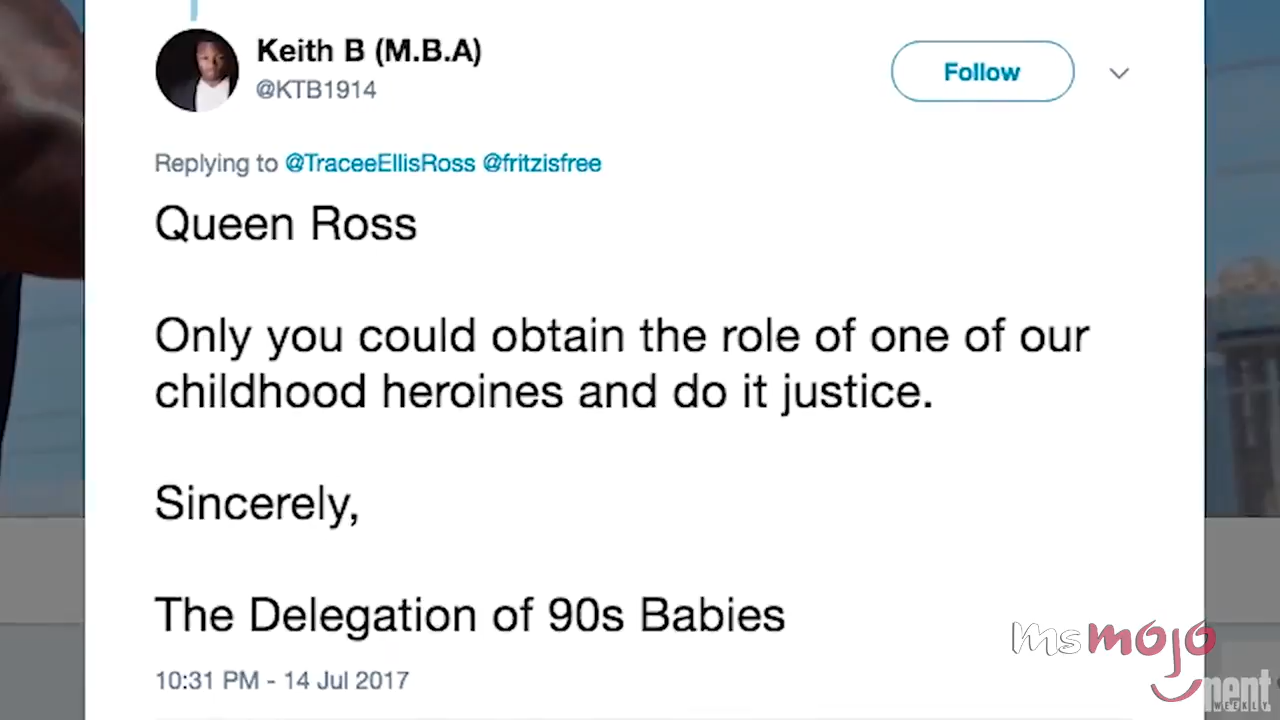 Keith B (M.B.A)
@KTB1914
Follow
Replying to @TraceeEllisRoss @fritzisfree
Queen Ross
Only you could obtain the role of one of our
childhood heroines and do it justice.
Sincerely,
The Delegation of 90s Babies
10:31 PM - 14 Jul 2017
msmojo
WEEKLY